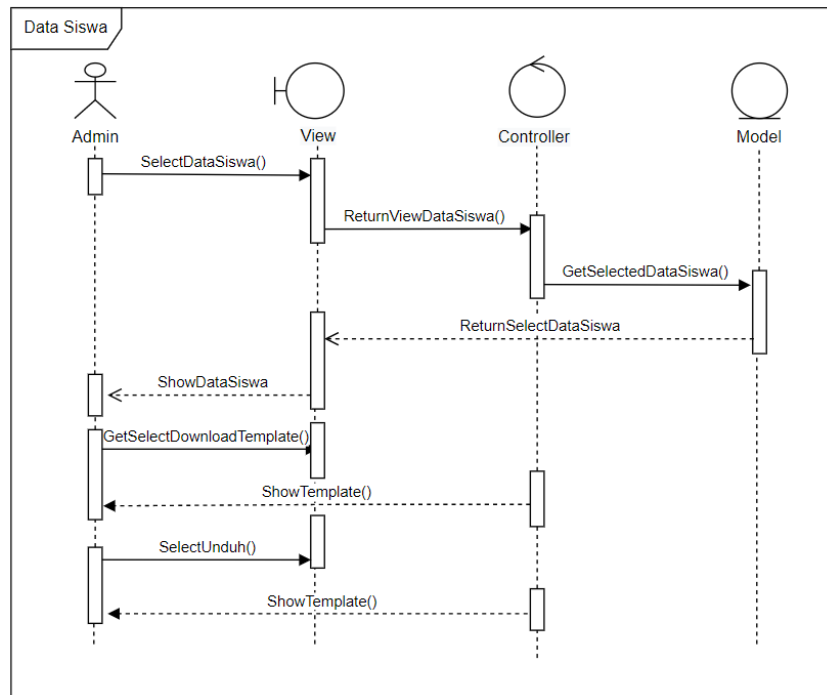 Data Siswa
Admin
View
Controller
Model
SelectDataSiswa()
ReturnViewDataSiswa()
GetSelectedDataSiswa()
ReturnSelectDataSiswa
ShowDataSiswa
GetSelectDownloadTemplate()
ShowTemplate()
SelectUnduh()
ShowTemplate()